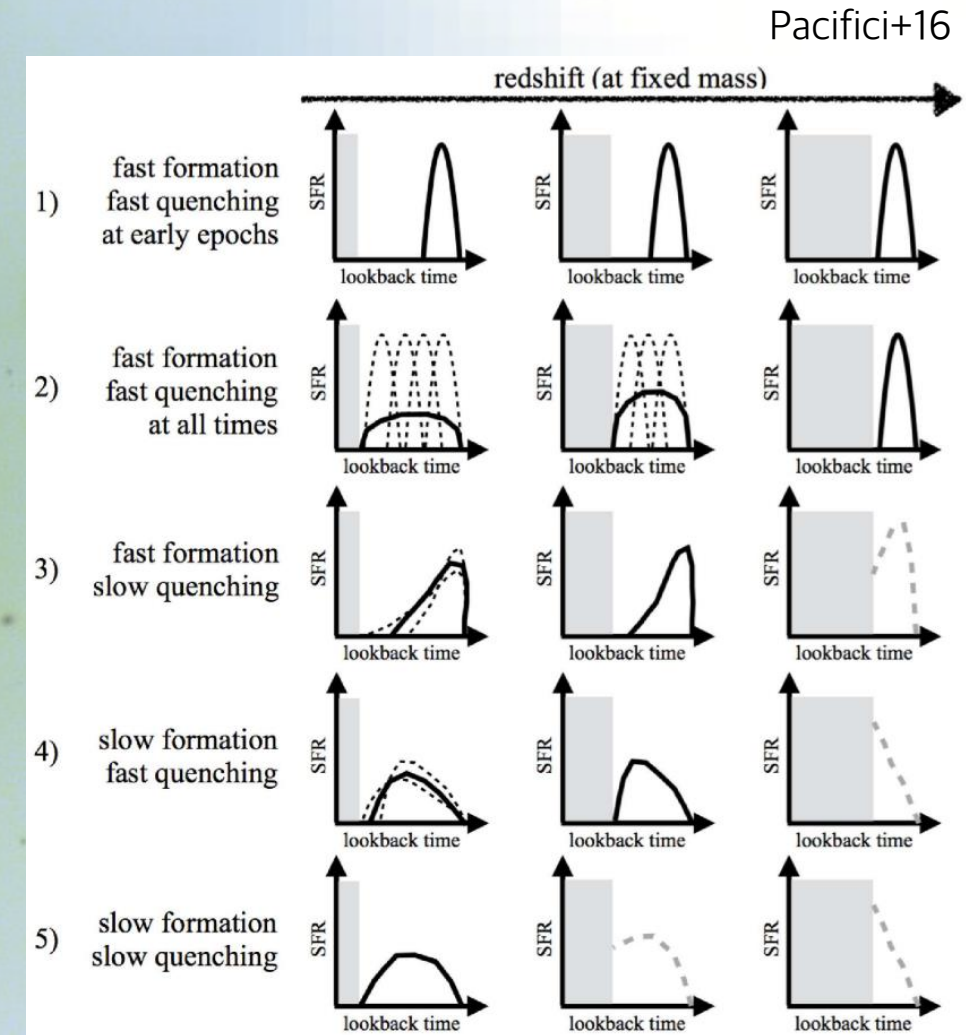 Pacifici+16
redshift (at fixed mass)
1)
fast formation
fast quenching
at early epochs
SFR
lookback time
SFR
lookback time
SFR
lookback time
2)
fast formation
fast quenching
at all times
SFR
lookback time
SFR
lookback time
SFR
lookback time
3)
fast formation
slow quenching
SFR
lookback time
SFR
lookback time
SFR
lookback time
4)
slow formation
fast quenching
SFR
lookback time
SFR
lookback time
SFR
lookback time
5)
slow formation
slow quenching
SFR
lookback time
SFR
lookback time
SFR
lookback time